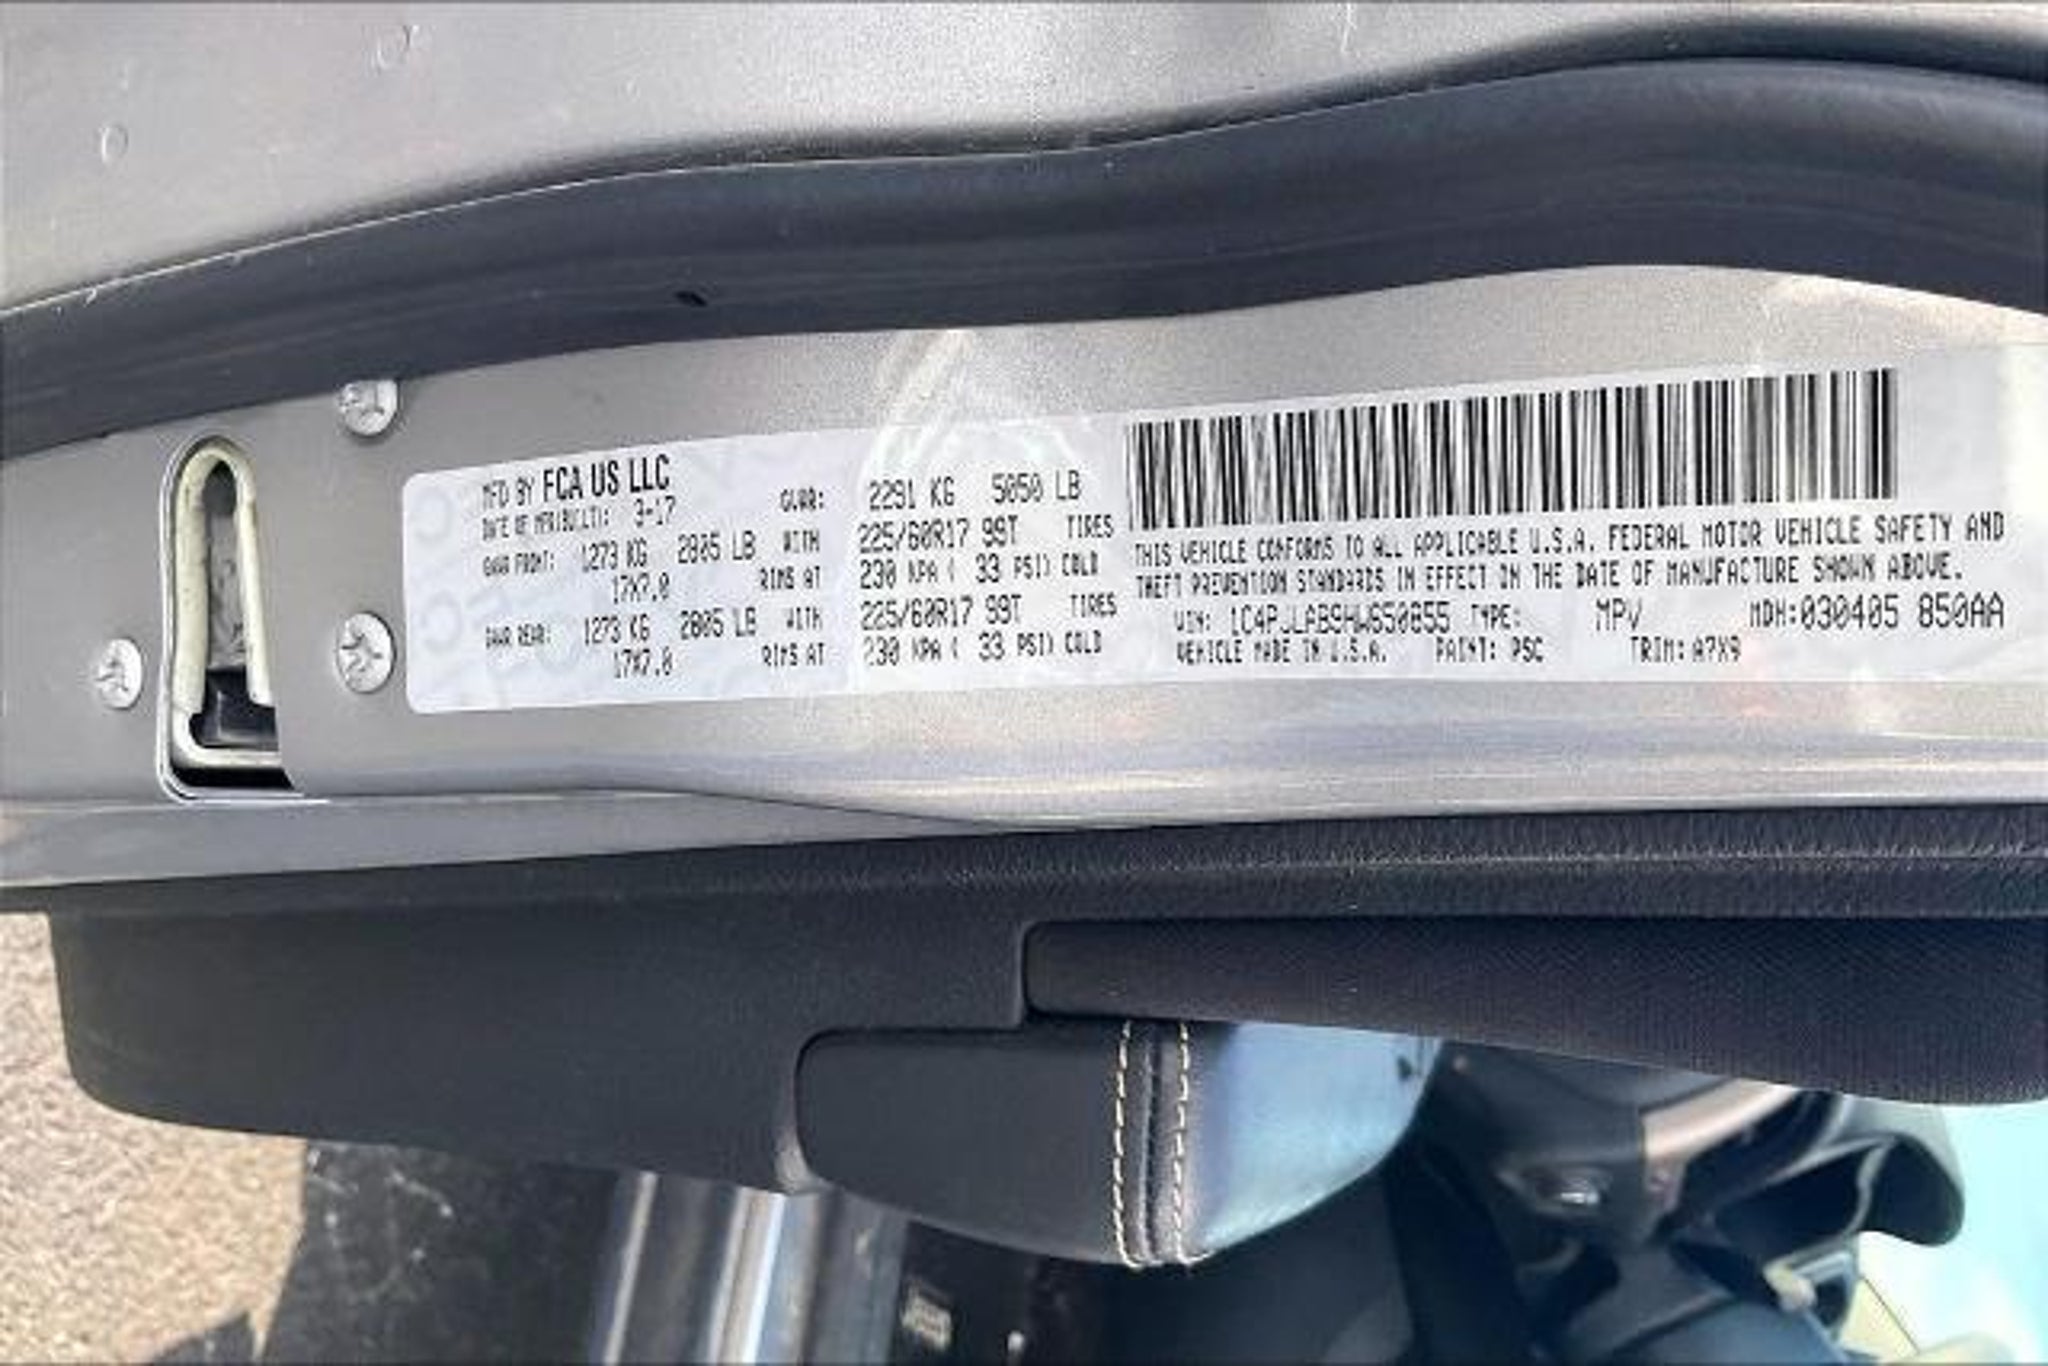 MFD BY FCA US LLC
DATE OF MFR(BUILT): 3-17
GVWR: 2291 KG 5050 LB
GAWR FRONT: 1273 KG 2805 LB WITH 225/60R17 99T TIRES
17X7.0 RIMS AT 230 KPA ( 33 PSI) COLD
GAWR REAR: 1273 KG 2805 LB WITH 225/60R17 99T TIRES
17X7.0 RIMS AT 230 KPA ( 33 PSI) COLD
THIS VEHICLE CONFORMS TO ALL APPLICABLE U.S.A. FEDERAL MOTOR VEHICLE SAFETY AND
THEFT PREVENTION STANDARDS IN EFFECT ON THE DATE OF MANUFACTURE SHOWN ABOVE.
VIN: TYPE: MPV MDH:030405 850AA
VEHICLE MADE IN U.S.A. PAINT: PSC TRIM: A7X9